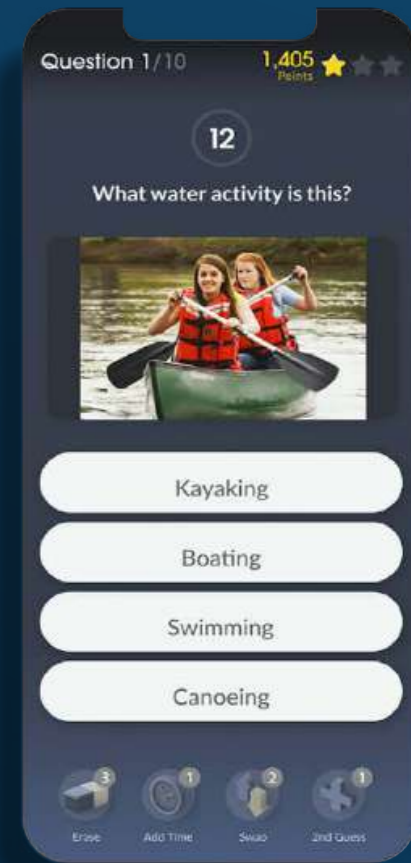 Question 1/10 1,405
Points
12
What water activity is this?
Kayaking
Boating
Swimming
Canoeing
3 1 2 1
Erase Add Time Swap 2nd Guess